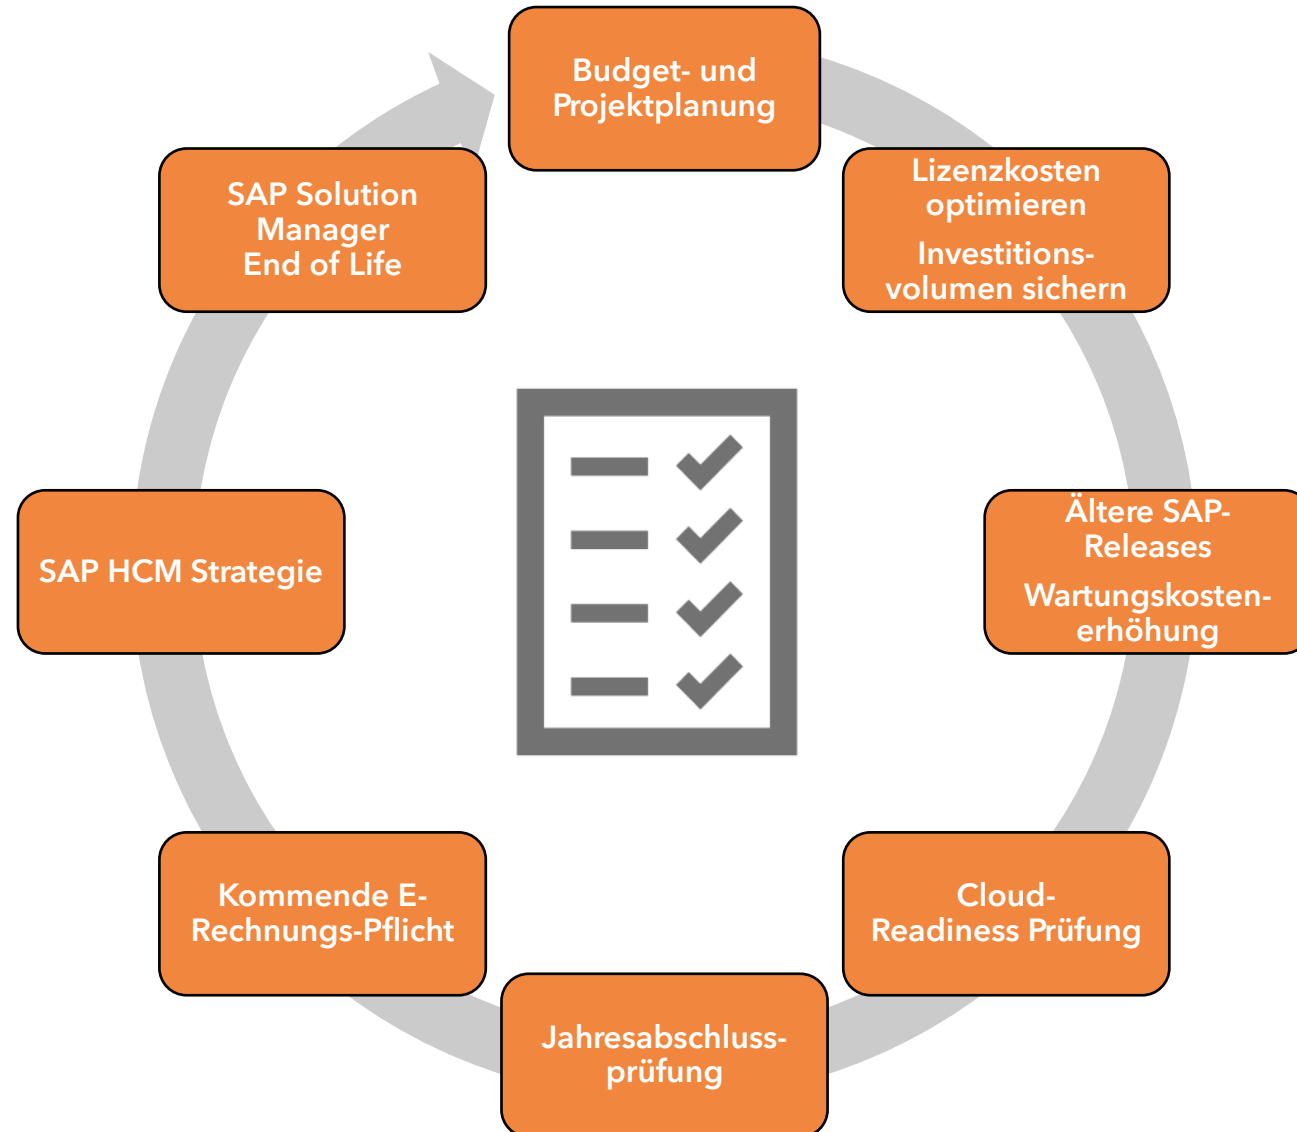 Budget- und
Projektplanung
Lizenzkosten
optimieren
Investitions-
volumen sichern
Ältere SAP-
Releases
Wartungskosten-
erhöhung
Cloud-
Readiness Prüfung
Jahresabschluss-
prüfung
Kommende E-
Rechnungs-Pflicht
SAP HCM Strategie
SAP Solution
Manager
End of Life